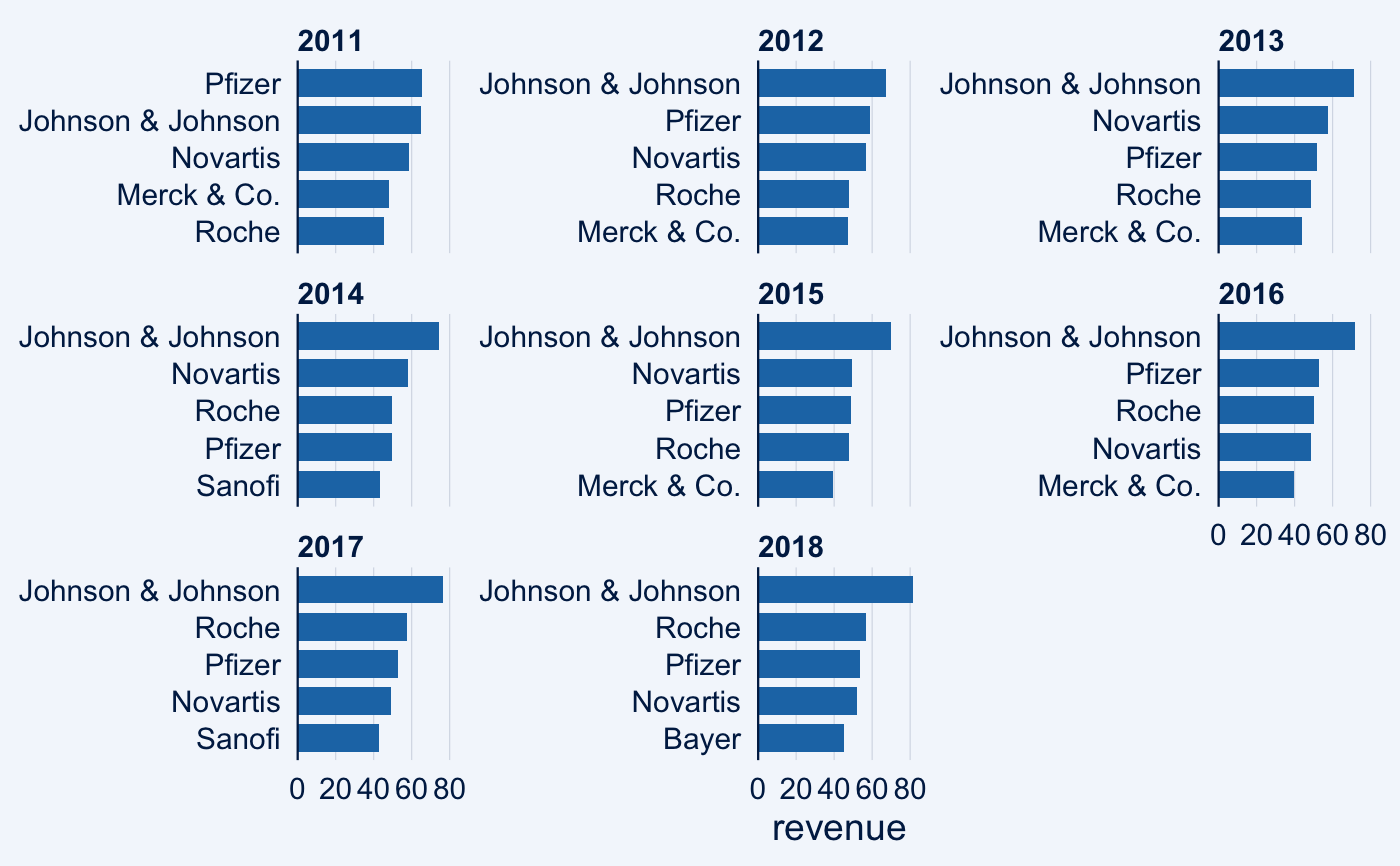 2011
Pfizer
Johnson & Johnson
Novartis
Merck & Co.
Roche
2012
Johnson & Johnson
Pfizer
Novartis
Roche
Merck & Co.
2013
Johnson & Johnson
Novartis
Pfizer
Roche
Merck & Co.
2014
Johnson & Johnson
Novartis
Roche
Pfizer
Sanofi
2015
Johnson & Johnson
Novartis
Pfizer
Roche
Merck & Co.
2016
Johnson & Johnson
Pfizer
Roche
Novartis
Merck & Co.
0 20 40 60 80
2017
Johnson & Johnson
Roche
Pfizer
Novartis
Sanofi
0 20 40 60 80
2018
Johnson & Johnson
Roche
Pfizer
Novartis
Bayer
0 20 40 60 80
revenue